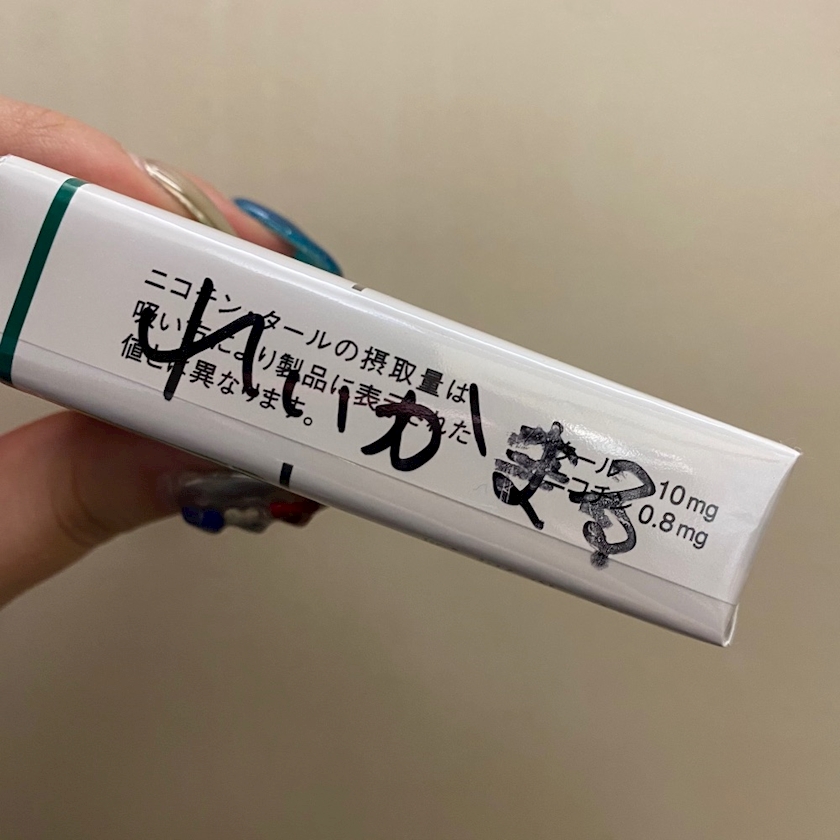 ニコチン、タールの摂取量は
吸い方により製品に表示された
値とは異なります。
タール 10mg
ニコチン 0.8mg
れいか
まる